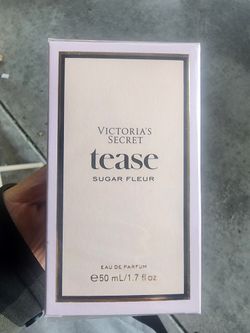 VICTORIA'S
SECRET
tease
SUGAR FLEUR
EAU DE PARFUM
℮50 mL/1.7 fl oz